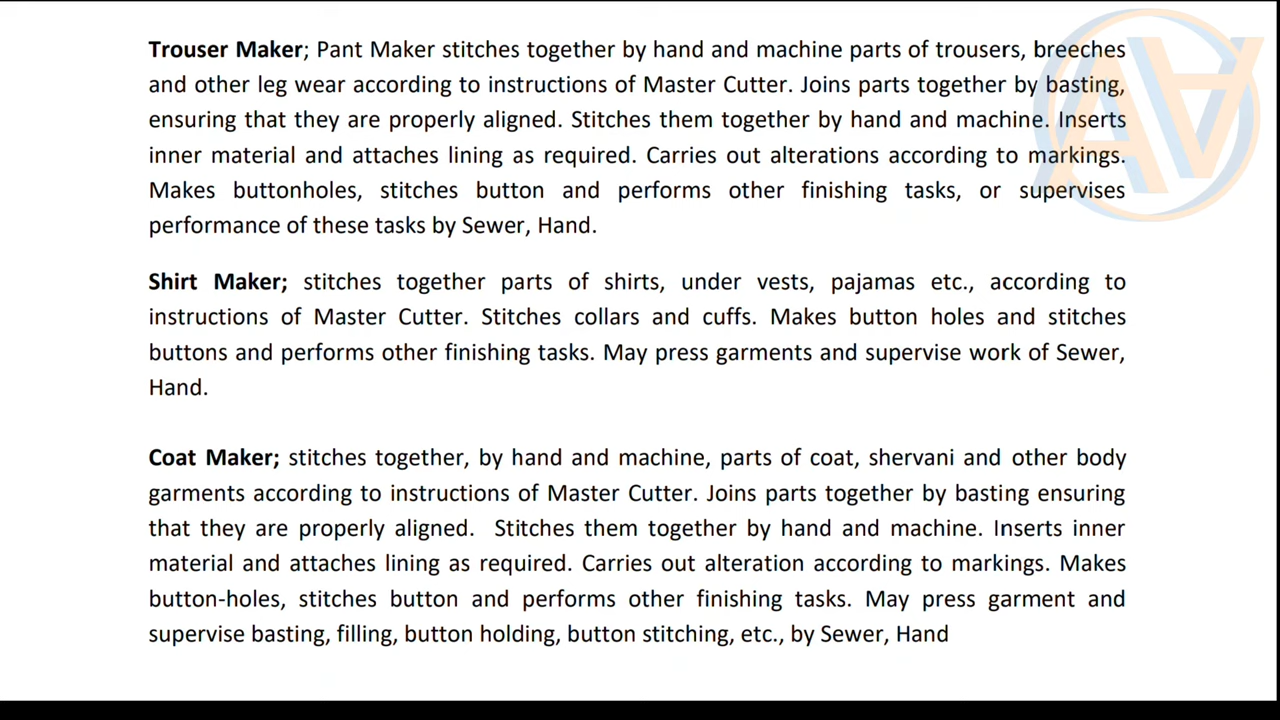 Trouser Maker; Pant Maker stitches together by hand and machine parts of trousers, breeches
and other leg wear according to instructions of Master Cutter. Joins parts together by basting,
ensuring that they are properly aligned. Stitches them together by hand and machine. Inserts
inner material and attaches lining as required. Carries out alterations according to markings.
Makes buttonholes, stitches button and performs other finishing tasks, or supervises
performance of these tasks by Sewer, Hand.
Shirt Maker; stitches together parts of shirts, under vests, pajamas etc., according to
instructions of Master Cutter. Stitches collars and cuffs. Makes button holes and stitches
buttons and performs other finishing tasks. May press garments and supervise work of Sewer,
Hand.
Coat Maker; stitches together, by hand and machine, parts of coat, shervani and other body
garments according to instructions of Master Cutter. Joins parts together by basting ensuring
that they are properly aligned. Stitches them together by hand and machine. Inserts inner
material and attaches lining as required. Carries out alteration according to markings. Makes
button-holes, stitches button and performs other finishing tasks. May press garment and
supervise basting, filling, button holding, button stitching, etc., by Sewer, Hand